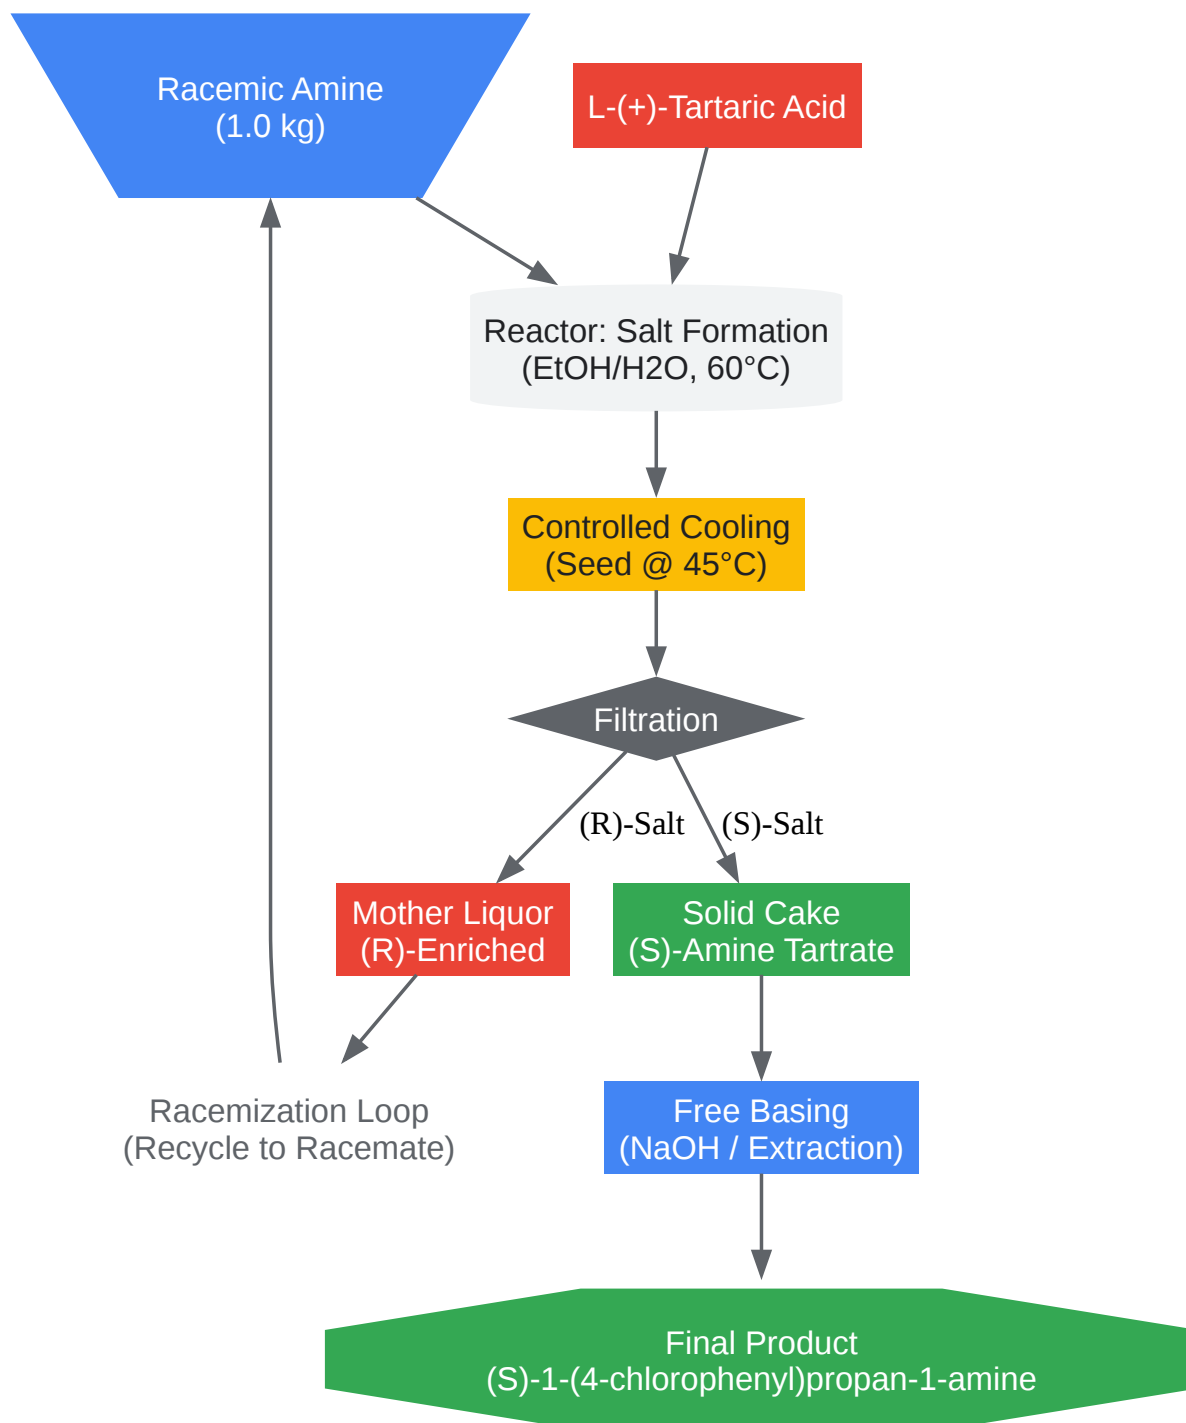 Racemic Amine
(1.0 kg)
L-(+)-Tartaric Acid
Reactor: Salt Formation
(EtOH/H2O, 60°C)
Controlled Cooling
(Seed @ 45°C)
Filtration
(R)-Salt
(S)-Salt
Mother Liquor
(R)-Enriched
Solid Cake
(S)-Amine Tartrate
Racemization Loop
(Recycle to Racemate)
Free Basing
(NaOH / Extraction)
Final Product
(S)-1-(4-chlorophenyl)propan-1-amine